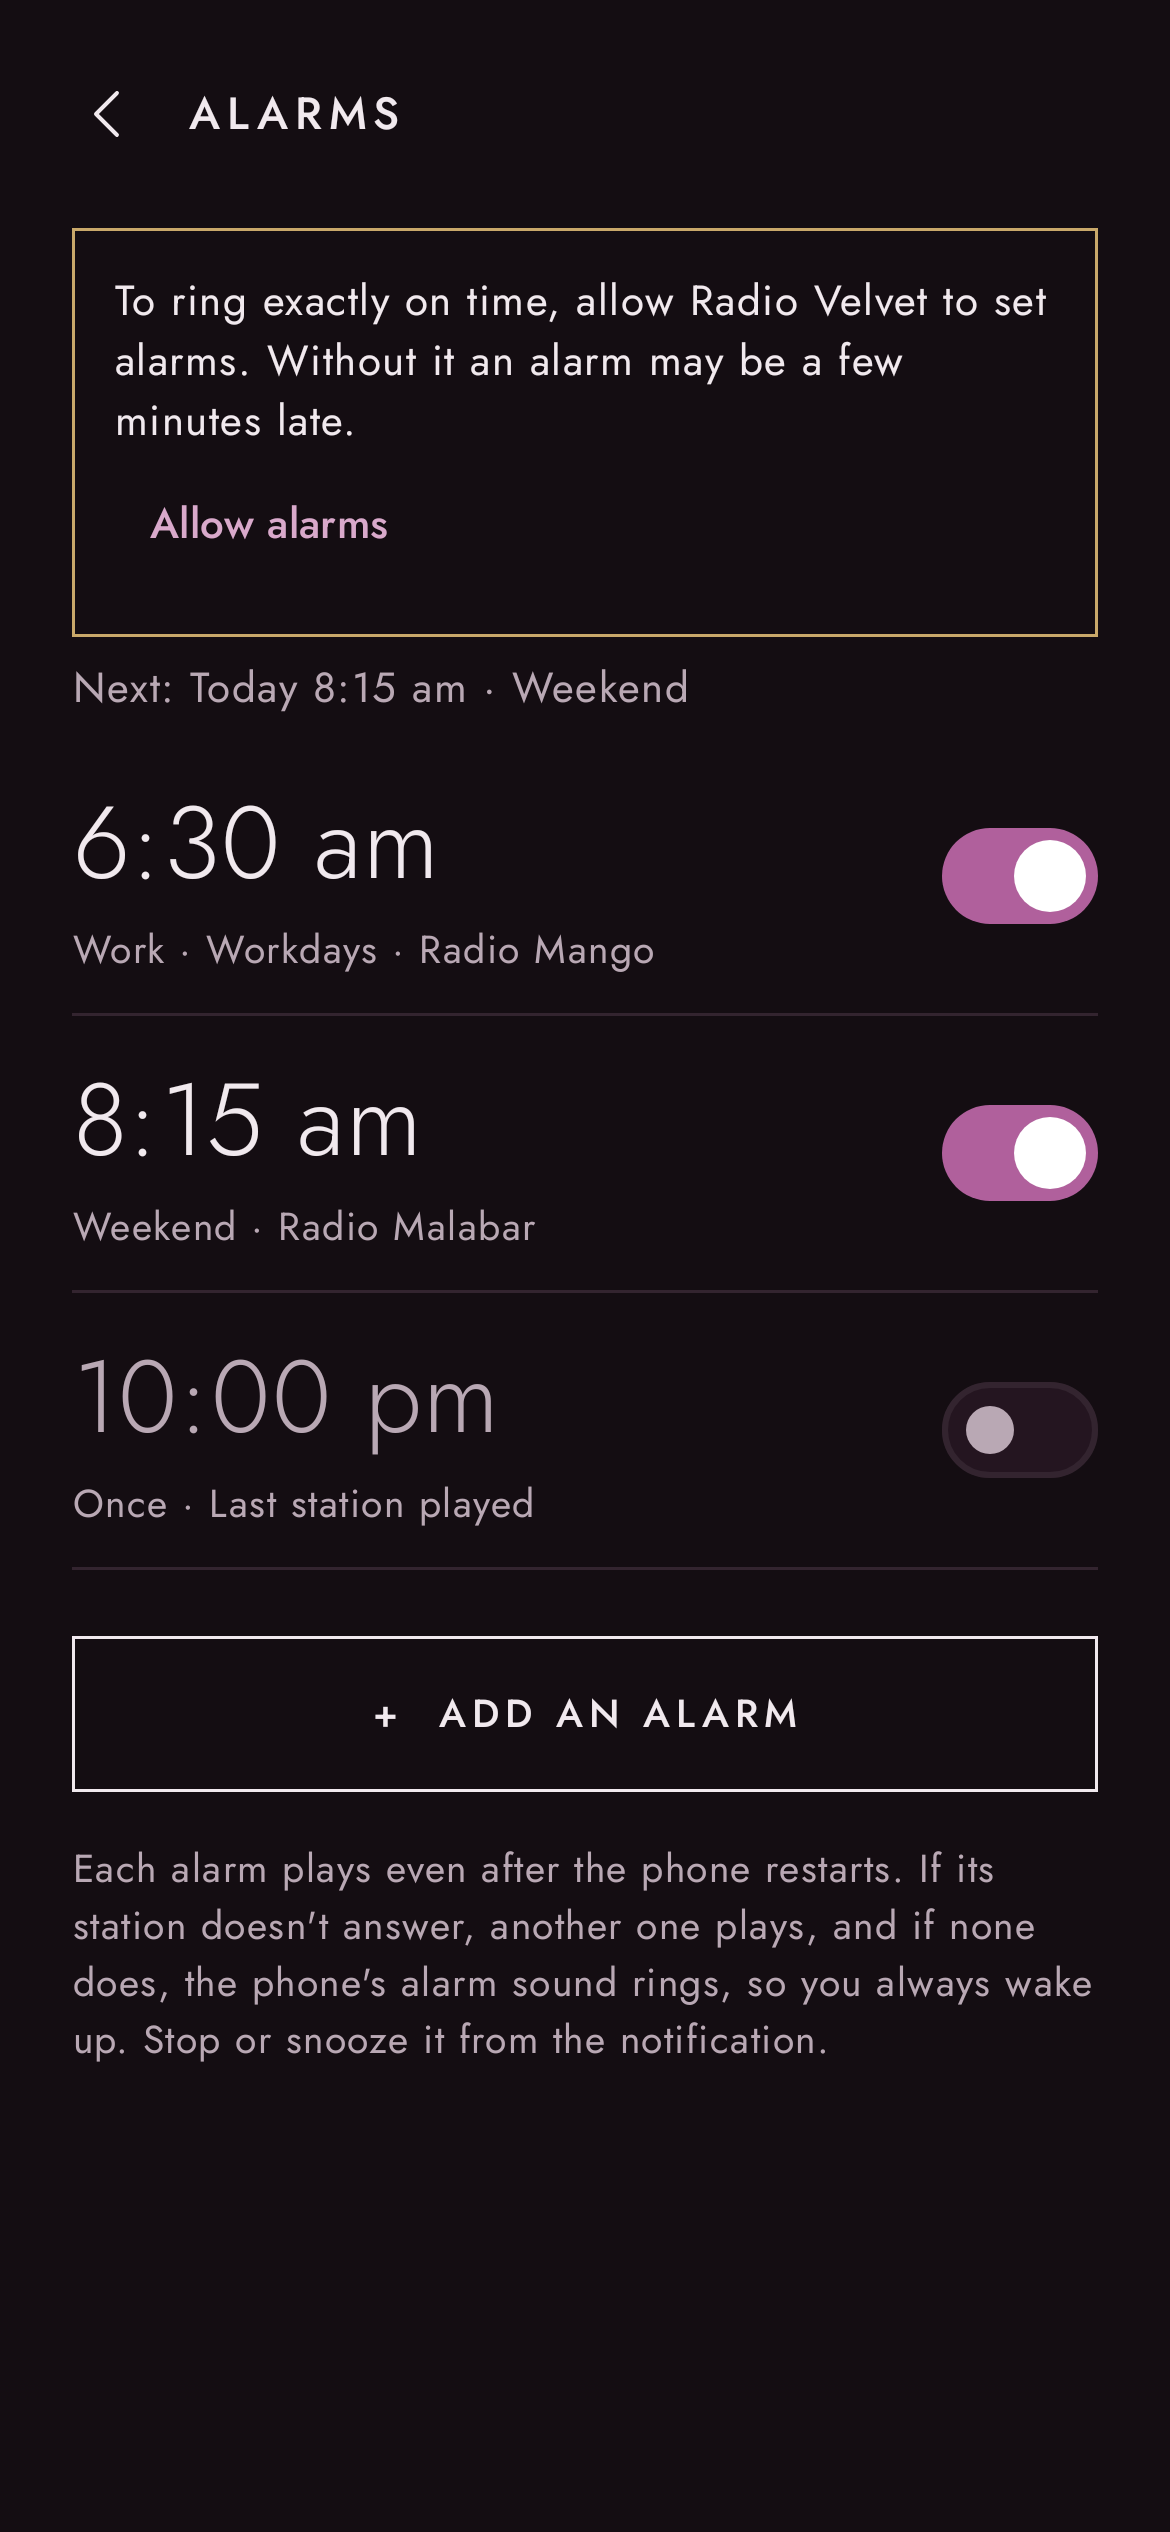 ALARMS
To ring exactly on time, allow Radio Velvet to set
alarms. Without it an alarm may be a few
minutes late.
Allow alarms
Next: Today 8:15 am · Weekend
6:30 am
Work · Workdays · Radio Mango
8:15 am
Weekend · Radio Malabar
10:00 pm
Once · Last station played
+ ADD AN ALARM
Each alarm plays even after the phone restarts. If its
station doesn't answer, another one plays, and if none
does, the phone's alarm sound rings, so you always wake
up. Stop or snooze it from the notification.